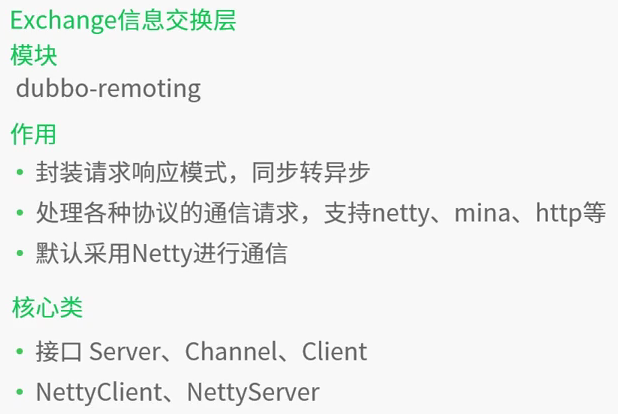 Exchange信息交换层
模块
dubbo-remoting
作用
• 封装请求响应模式，同步转异步
• 处理各种协议的通信请求，支持netty、mina、http等
• 默认采用Netty进行通信
核心类
• 接口 Server、Channel、Client
• NettyClient、NettyServer